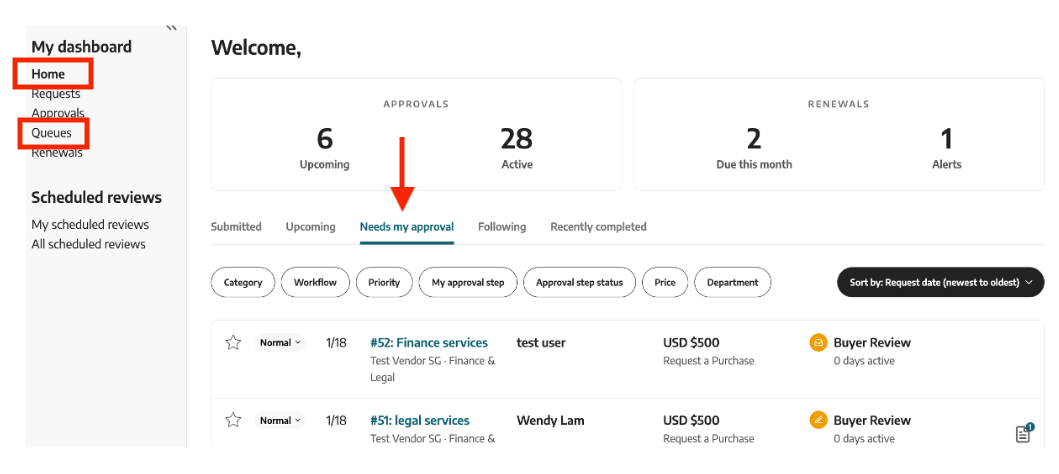 My dashboard
Home
Requests
Approvals
Queues
Renewals
Scheduled reviews
My scheduled reviews
All scheduled reviews
Welcome,
APPROVALS
6
Upcoming
28
Active
RENEWALS
2
Due this month
1
Alerts
Submitted Upcoming Needs my approval Following Recently completed
Category Workflow Priority My approval step Approval step status Price Department Sort by: Request date (newest to oldest)
Normal 1/18 #52: Finance services test user USD $500 Buyer Review
Test Vendor SG - Finance & Request a Purchase 0 days active
Legal
Normal 1/18 #51: legal services Wendy Lam USD $500 Buyer Review
Test Vendor SG - Finance & Request a Purchase 0 days active
1